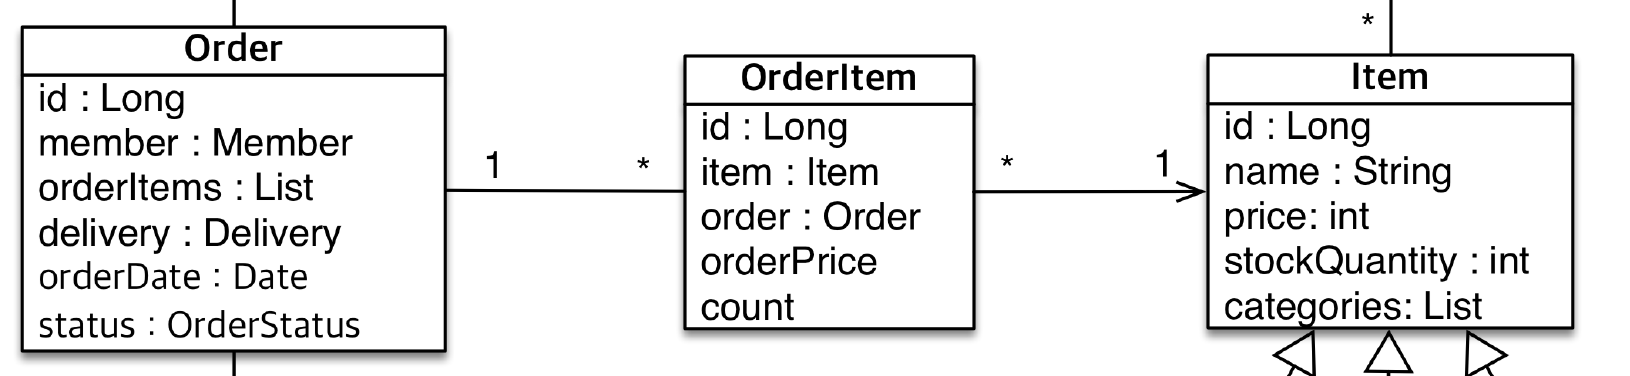 Order
id : Long
member : Member
orderItems : List
delivery : Delivery
orderDate : Date
status : OrderStatus
1
*
OrderItem
id : Long
item : Item
order : Order
orderPrice
count
*
1
*
Item
id : Long
name : String
price: int
stockQuantity : int
categories: List